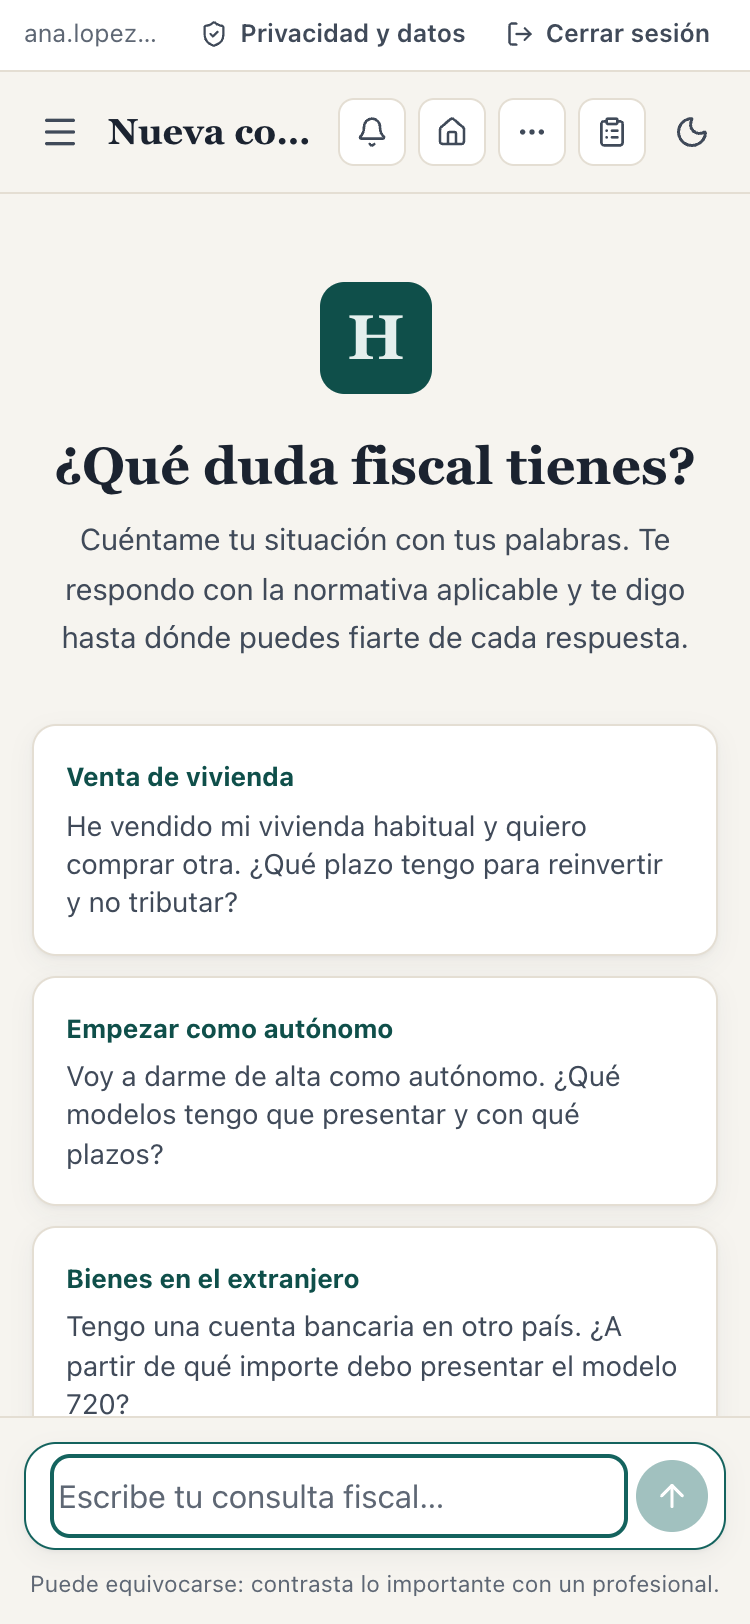 ana.lopez...
Privacidad y datos
Cerrar sesión
Nueva co...
H
¿Qué duda fiscal tienes?
Cuéntame tu situación con tus palabras. Te
respondo con la normativa aplicable y te digo
hasta dónde puedes fiarte de cada respuesta.
Venta de vivienda
He vendido mi vivienda habitual y quiero
comprar otra. ¿Qué plazo tengo para reinvertir
y no tributar?
Empezar como autónomo
Voy a darme de alta como autónomo. ¿Qué
modelos tengo que presentar y con qué
plazos?
Bienes en el extranjero
Tengo una cuenta bancaria en otro país. ¿A
partir de qué importe debo presentar el modelo
720?
Escribe tu consulta fiscal...
Puede equivocarse: contrasta lo importante con un profesional.